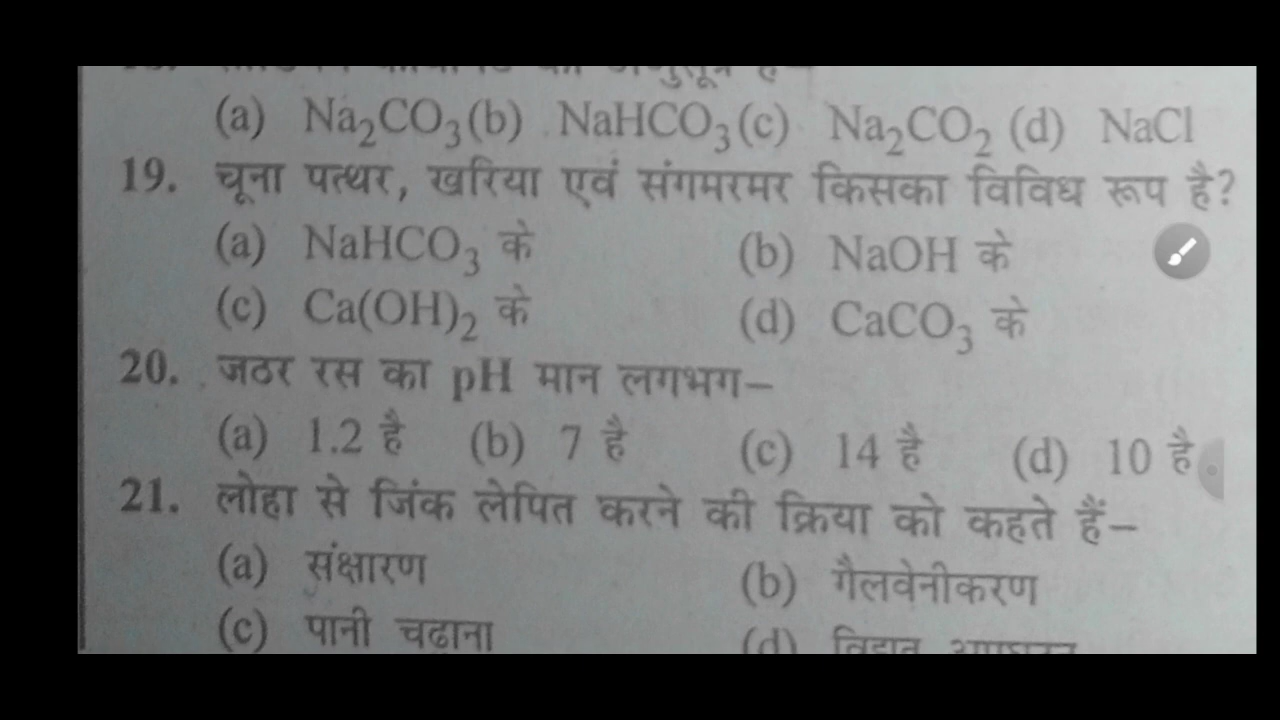 (a) Na₂CO₃ (b) NaHCO₃ (c) Na₂CO₂ (d) NaCl
19. चूना पत्थर, खरिया एवं संगमरमर किसका विविध रूप है?
(a) NaHCO₃ के (b) NaOH के
(c) Ca(OH)₂ के (d) CaCO₃ के
20. जठर रस का pH मान लगभग–
(a) 1.2 है (b) 7 है (c) 14 है (d) 10 है
21. लोहा से जिंक लेपित करने की क्रिया को कहते हैं–
(a) संक्षारण (b) गैलवेनीकरण
(c) पानी चढाना (d)